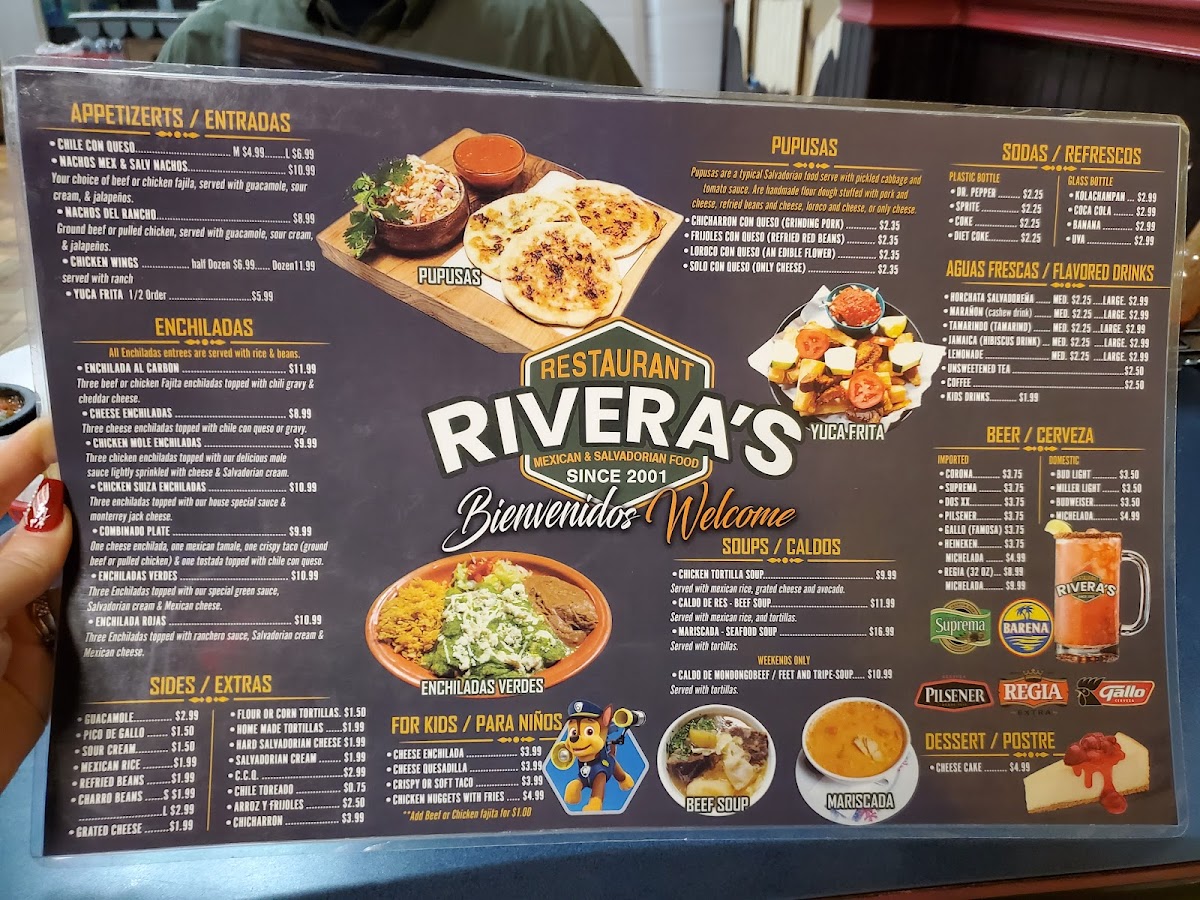 APPETIZERTS / ENTRADAS
• CHILE CON QUESO........ M $4.99........L $6.99
• NACHOS MEX & SALV NACHOS........ $10.99
Your choice of beef or chicken fajila, served with guacamole, sour
cream, & jalapeños.
• NACHOS DEL RANCHO........ $8.99
Ground beef or pulled chicken, served with guacamole, sour cream,
& jalapeños.
• CHICKEN WINGS ........ half Dozen $6.99...... Dozen11.99
served with ranch
• YUCA FRITA 1/2 Order ........$5.99
ENCHILADAS
All Enchiladas entrees are served with rice & beans.
• ENCHILADA AL CARBON ........ $11.99
Three beef or chicken Fajita enchiladas topped with chili gravy &
cheddar cheese.
• CHEESE ENCHILADAS ........ $8.99
Three cheese enchiladas topped with chile con queso or gravy.
• CHICKEN MOLE ENCHILADAS ........ $9.99
Three chicken enchiladas topped with our delicious mole
sauce lightly sprinkled with cheese & Salvadorian cream.
• CHICKEN SUIZA ENCHILADAS ........ $10.99
Three enchiladas topped with our house special sauce &
monterrey jack cheese.
• COMBINADO PLATE ........ $9.99
One cheese enchilada, one mexican tamale, one crispy taco (ground
beef or pulled chicken) & one tostada topped with chile con queso.
• ENCHILADAS VERDES ........ $10.99
Three Enchiladas topped with our special green sauce,
Salvadorian cream & Mexican cheese.
• ENCHILADA ROJAS ........ $10.99
Three Enchiladas topped with ranchero sauce, Salvadorian cream &
Mexican cheese.
SIDES / EXTRAS
• GUACAMOLE........ $2.99
• PICO DE GALLO ...... $1.50
• SOUR CREAM........ $1.50
• MEXICAN RICE ...... $1.99
• REFRIED BEANS .....$1.99
• CHARRO BEANS ....S $1.99
........L $2.99
• GRATED CHEESE ......$1.99
• FLOUR OR CORN TORTILLAS. $1.50
• HOME MADE TORTILLAS .....$1.99
• HARD SALVADORIAN CHEESE $1.99
• SALVADORIAN CREAM .....$1.99
• C.C.Q. ........ $2.99
• CHILE TOREADO ........ $0.75
• ARROZ Y FRIJOLES ........ $2.50
• CHICHARRON ........ $3.99
PUPUSAS
RESTAURANT
RIVERA'S
MEXICAN & SALVADORIAN FOOD
SINCE 2001
Bienvenidos Welcome
ENCHILADAS VERDES
FOR KIDS / PARA NIÑOS
• CHEESE ENCHILADA ........ $3.99
• CHEESE QUESADILLA ........ $3.99
• CRISPY OR SOFT TACO ........ $3.99
• CHICKEN NUGGETS WITH FRIES ..... $4.99
**Add Beef or Chicken fajita for $1.00
PUPUSAS
Pupusas are a typical Salvadorian food serve with pickled cabbage and
tomato sauce. Are handmade flour dough stuffed with pork and
cheese, refried beans and cheese, loroco and cheese, or only cheese.
• CHICHARRON CON QUESO (GRINDING PORK) ........ $2.35
• FRIJOLES CON QUESO (REFRIED RED BEANS) ........ $2.35
• LOROCO CON QUESO (AN EDIBLE FLOWER) ........ $2.35
• SOLO CON QUESO (ONLY CHEESE) ........ $2.35
YUCA FRITA
SOUPS / CALDOS
• CHICKEN TORTILLA SOUP........ $9.99
Served with mexican rice, grated cheese and avocado.
• CALDO DE RES - BEEF SOUP........ $11.99
Served with mexican rice, and tortillas.
• MARISCADA - SEAFOOD SOUP ........ $16.99
Served with tortillas.
WEEKENDS ONLY
• CALDO DE MONDONGOBEEF / FEET AND TRIPE-SOUP..... $10.99
Served with tortillas.
BEEF SOUP
MARISCADA
SODAS / REFRESCOS
PLASTIC BOTTLE
• DR. PEPPER ........ $2.25
• SPRITE ........ $2.25
• COKE ........ $2.25
• DIET COKE........ $2.25
GLASS BOTTLE
• KOLACHAMPAN ... $2.99
• COCA COLA ........ $2.99
• BANANA ........ $2.99
• UVA ........ $2.99
AGUAS FRESCAS / FLAVORED DRINKS
• HORCHATA SALVADOREÑA ..... MED. $2.25 ....LARGE. $2.99
• MARAÑON (cashew drink) ...... MED. $2.25 ....LARGE. $2.99
• TAMARINDO (TAMARIND) ..... MED. $2.25 ....LARGE. $2.99
• JAMAICA (HIBISCUS DRINK) ... MED. $2.25 ....LARGE. $2.99
• LEMONADE ........ MED. $2.25 ....LARGE. $2.99
• UNSWEETENED TEA ........ $2.50
• COFFEE ........ $2.50
• KIDS DRINKS........ $1.99
BEER / CERVEZA
IMPORTED
• CORONA........ $3.75
• SUPREMA ........ $3.75
• DOS XX........ $3.75
• PILSENER........ $3.75
• GALLO (FAMOSA) $3.75
• HEINEKEN........ $3.75
MICHELADA ..... $4.99
• REGIA (32 OZ)... $8.99
MICHELADA...... $9.99
DOMESTIC
• BUD LIGHT ........ $3.50
• MILLER LIGHT ...... $3.50
• BUDWEISER........$3.50
MICHELADA..... $4.99
RIVERA'S
Suprema
BARENA
PILSENER
REGIA
EXTRA
Gallo
CERVEZA
DESSERT / POSTRE
• CHEESE CAKE ........ $4.99